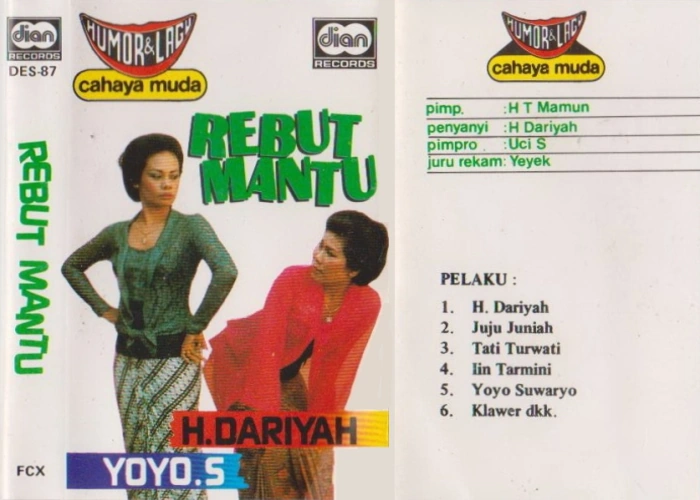 dian
RECORDS
DES-87
REBUT MANTU
FCX
HUMOR & LAGU
cahaya muda
dian
RECORDS
REBUT
MANTU
H.DARIYAH
YOYO.S
HUMOR & LAGU
cahaya muda
pimp. :H T Mamun
penyanyi :H Dariyah
pimpro . :Uci S
juru rekam: Yeyek
PELAKU :
1. H. Dariyah
2. Juju Juniah
3. Tati Turwati
4. Iin Tarmini
5. Yoyo Suwaryo
6. Klawer dkk.